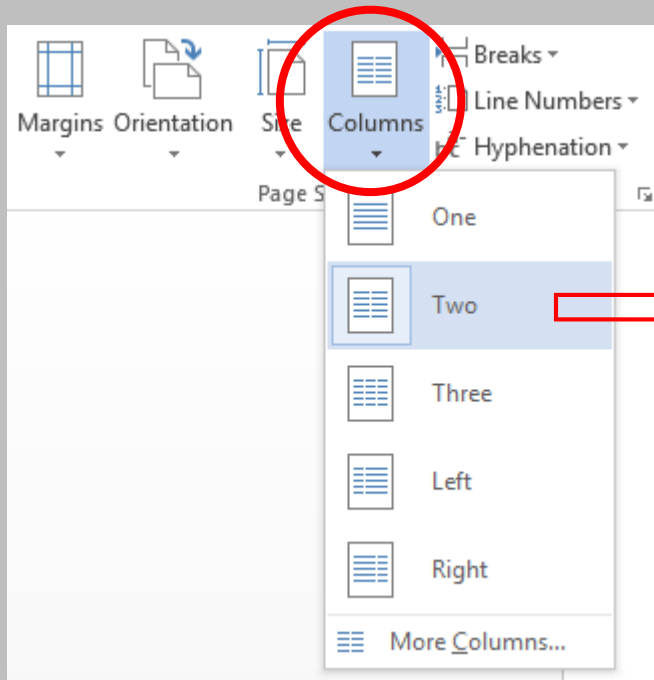 Breaks
Line Numbers
Hyphenation
Margins Orientation Size Columns
Page S
One
Two
Three
Left
Right
More Columns...